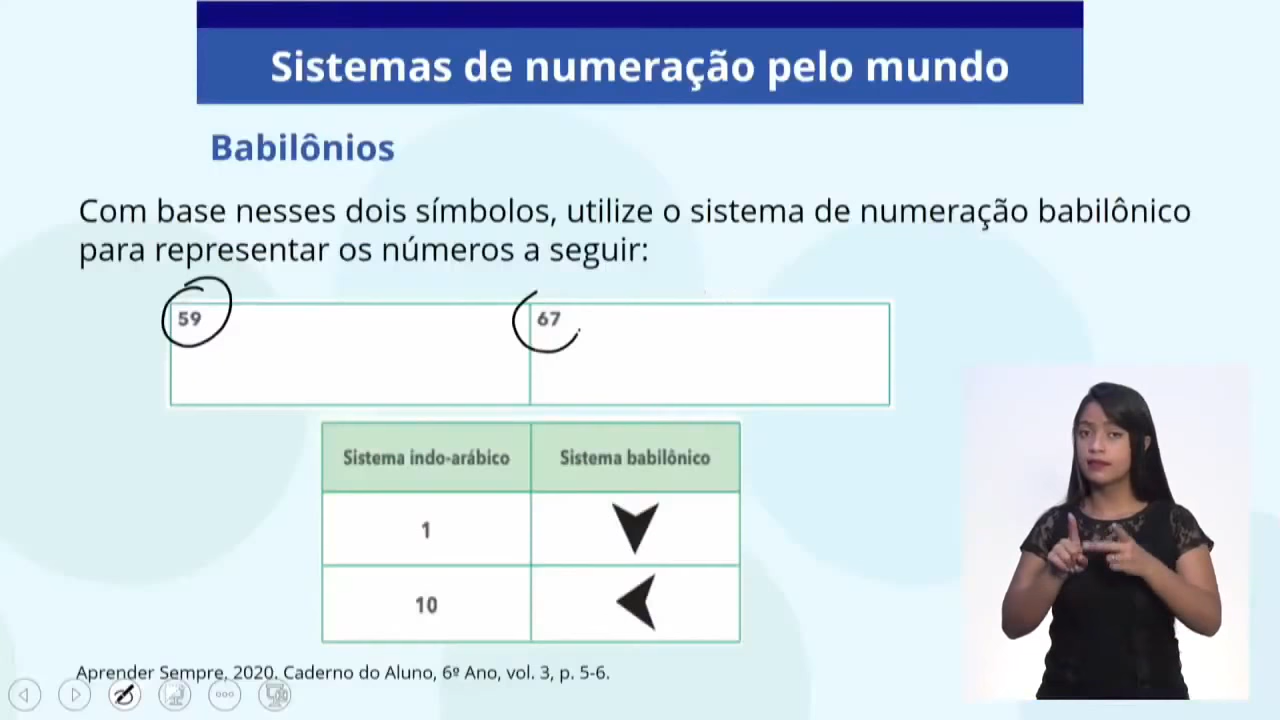 Sistemas de numeração pelo mundo
Babilônios
Com base nesses dois símbolos, utilize o sistema de numeração babilônico
para representar os números a seguir:
59 67
Sistema indo-arábico Sistema babilônico
1
10
Aprender Sempre, 2020. Caderno do Aluno, 6º Ano, vol. 3, p. 5-6.